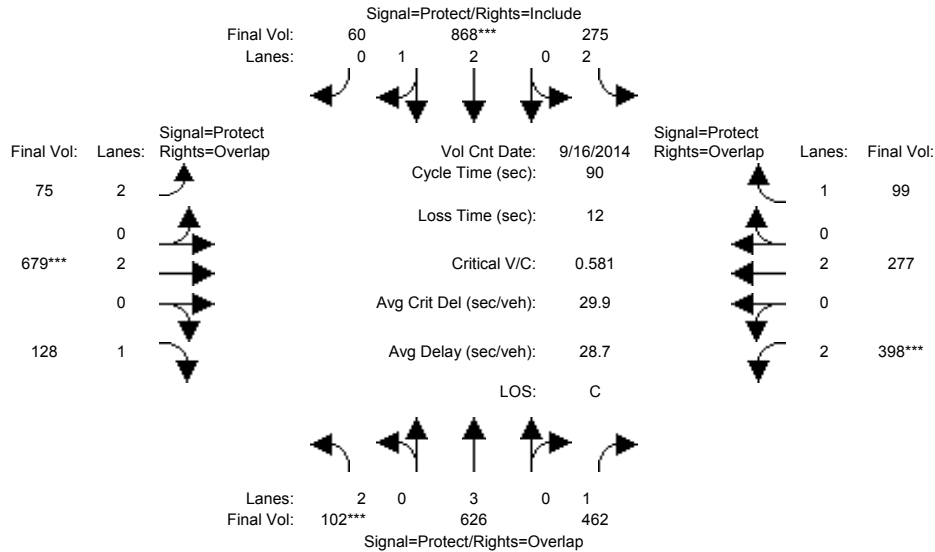 Signal=Protect/Rights=Include
Final Vol: 60 868*** 275
Lanes: 0 1 2 0 2
Signal=Protect Signal=Protect
Final Vol: Lanes: Rights=Overlap Vol Cnt Date: 9/16/2014 Rights=Overlap Lanes: Final Vol:
Cycle Time (sec): 90
75 2 1 99
Loss Time (sec): 12
0 0
679*** 2 Critical V/C: 0.581 2 277
0 Avg Crit Del (sec/veh): 29.9 0
128 1 Avg Delay (sec/veh): 28.7 2 398***
LOS: C
Lanes: 2 0 3 0 1
Final Vol: 102*** 626 462
Signal=Protect/Rights=Overlap